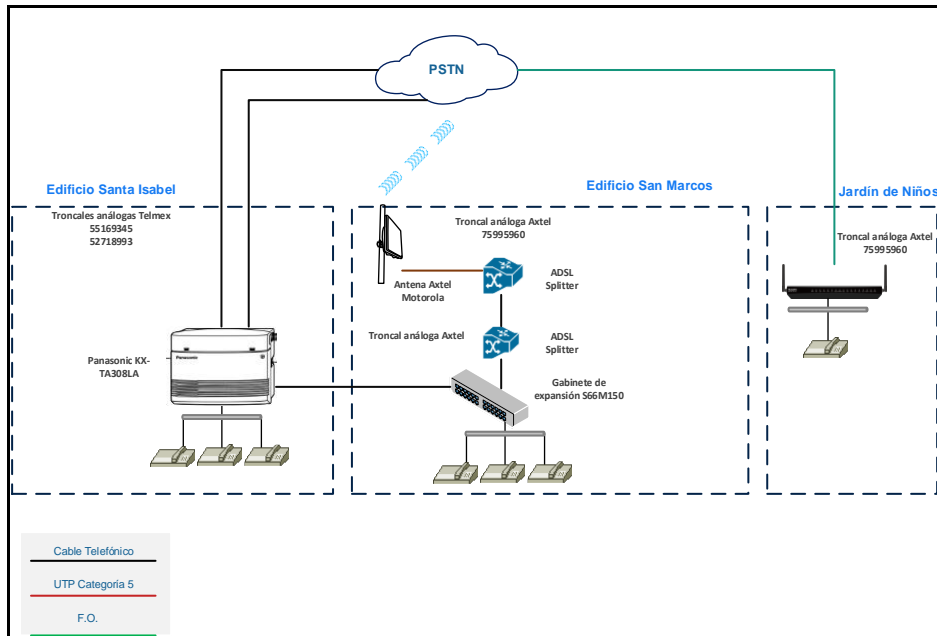 PSTN
Edificio Santa Isabel
Edificio San Marcos
Jardín de Niños
Troncales análogas Telmex
55169345
52718993
Troncal análoga Axtel
75995960
Troncal análoga Axtel
75995960
Antena Axtel
Motorola
ADSL
Splitter
Troncal análoga Axtel
ADSL
Splitter
Panasonic KX-
TA308LA
Panasonic
Gabinete de
expansión S66M150
Cable Telefónico
UTP Categoría 5
F.O.